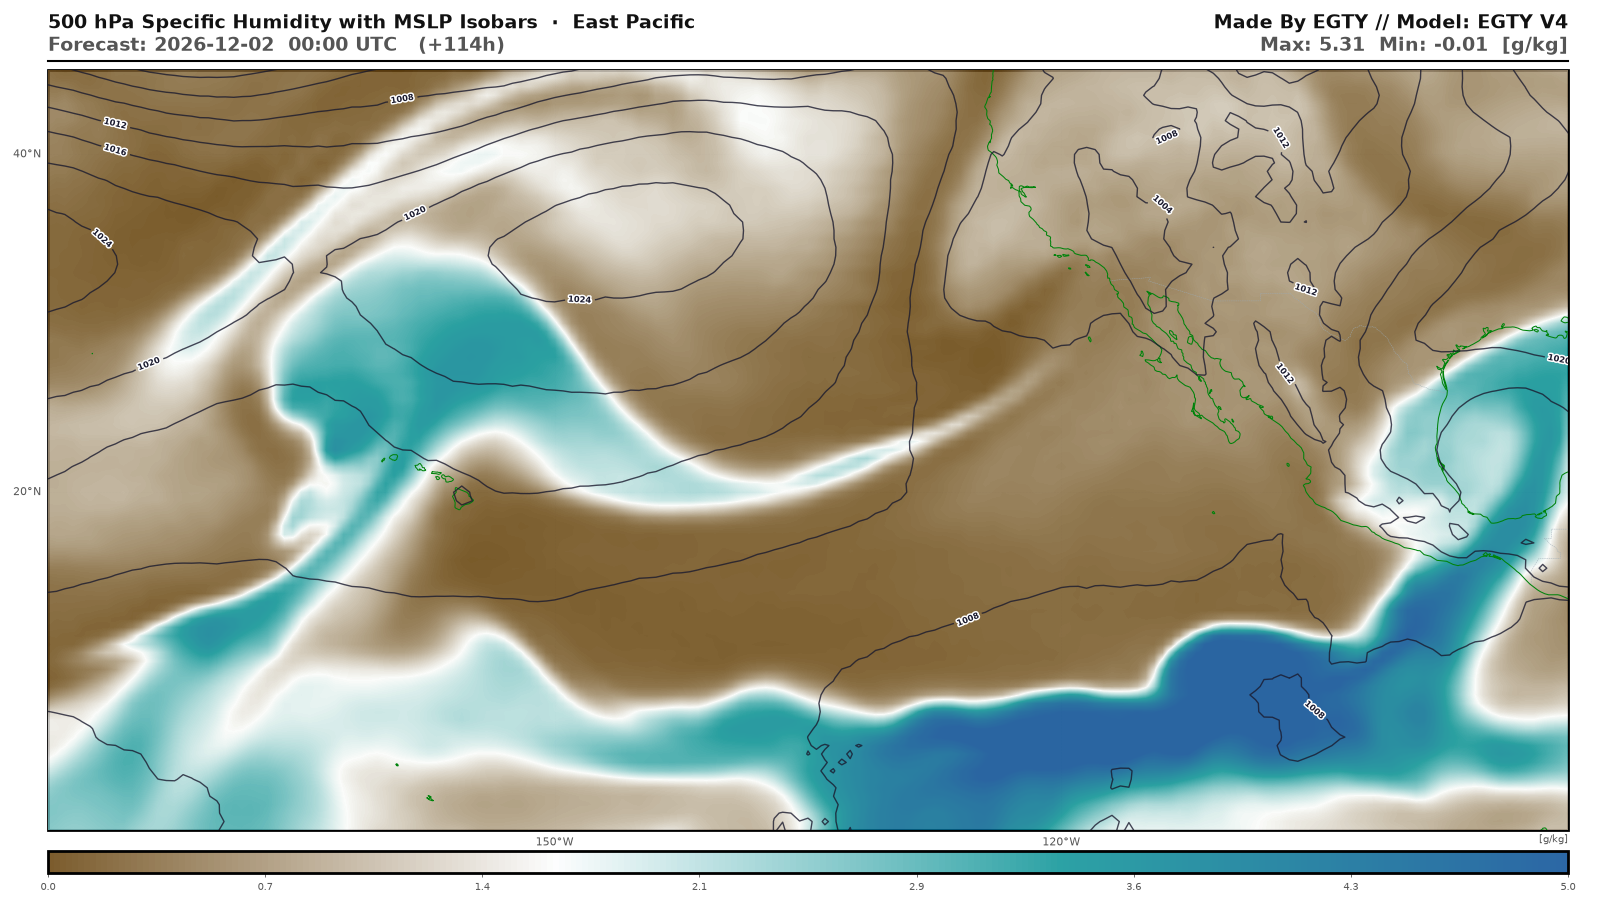 500 hPa Specific Humidity with MSLP Isobars · East Pacific
Made By EGTY // Model: EGTY V4
Forecast: 2026-12-02 00:00 UTC (+114h)
Max: 5.31 Min: -0.01 [g/kg]
1008
1012
1016
1008
1012
40°N
1020
1004
1024
1012
1024
1020
1020
1012
20°N
1008
1008
150°W
120°W
[g/kg]
0.0
0.7
1.4
2.1
2.9
3.6
4.3
5.0